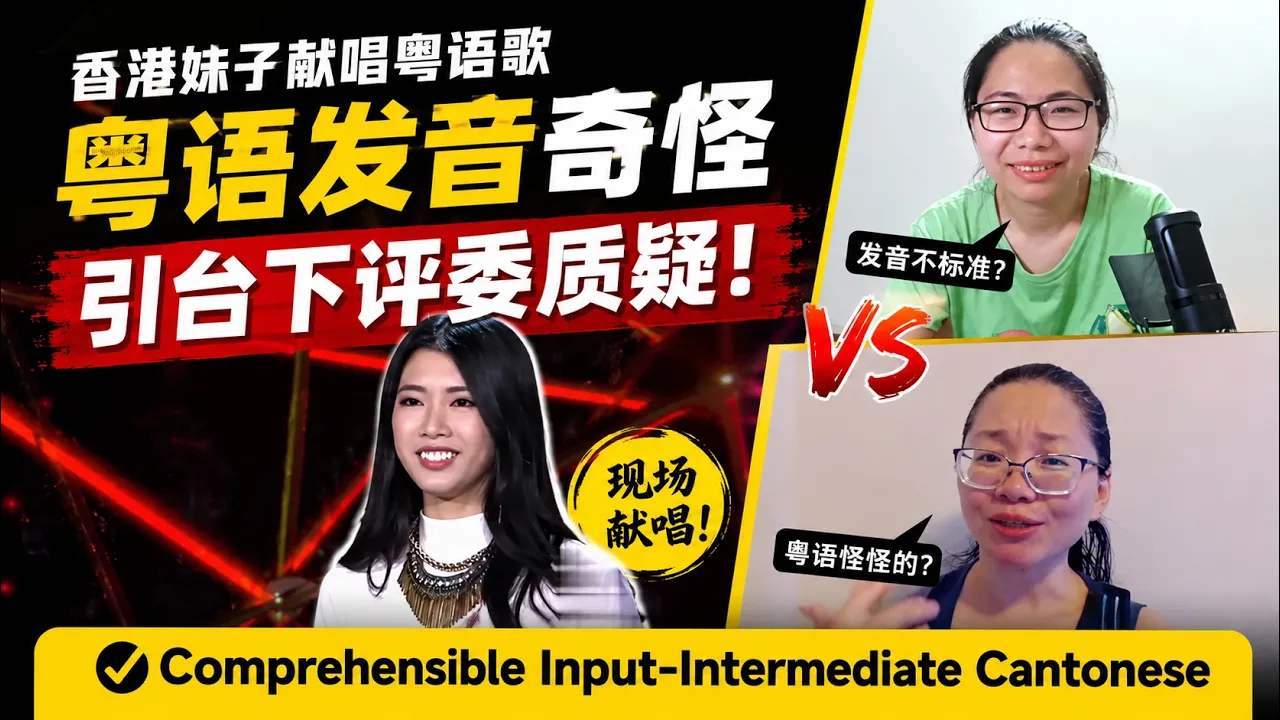 香港妹子献唱粤语歌
粤语发音奇怪
引台下评委质疑！
发音不标准？
VS
现场
献唱！
粤语怪怪的？
Comprehensible Input-Intermediate Cantonese